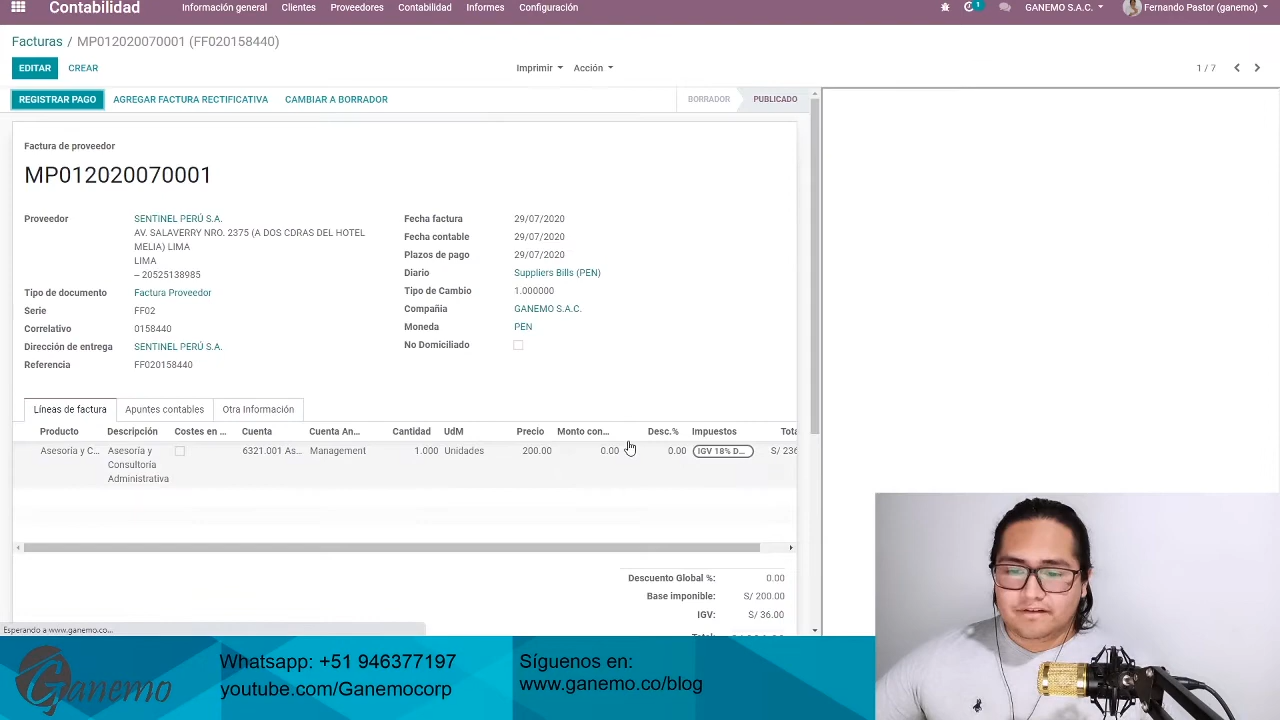 Contabilidad Información general Clientes Proveedores Contabilidad Informes Configuración 1 GANEMO S.A.C. Fernando Pastor (ganemo)
Facturas / MP012020070001 (FF020158440)
EDITAR CREAR Imprimir Acción 1 / 7
REGISTRAR PAGO AGREGAR FACTURA RECTIFICATIVA CAMBIAR A BORRADOR BORRADOR PUBLICADO
Factura de proveedor
MP012020070001
Proveedor SENTINEL PERÚ S.A.
AV. SALAVERRY NRO. 2375 (A DOS CDRAS DEL HOTEL
MELIA) LIMA
LIMA
– 20525138985
Tipo de documento Factura Proveedor
Serie FF02
Correlativo 0158440
Dirección de entrega SENTINEL PERÚ S.A.
Referencia FF020158440
Fecha factura 29/07/2020
Fecha contable 29/07/2020
Plazos de pago 29/07/2020
Diario Suppliers Bills (PEN)
Tipo de Cambio 1.000000
Compañia GANEMO S.A.C.
Moneda PEN
No Domiciliado
Líneas de factura Apuntes contables Otra Información
Producto Descripción Costes en ... Cuenta Cuenta An... Cantidad UdM Precio Monto con... Desc.% Impuestos Tota
Asesoria y C... Asesoría y 6321.001 As... Management 1.000 Unidades 200.00 0.00 0.00 IGV 18% D... S/ 236
Consultoría
Administrativa
Descuento Global %: 0.00
Base imponible: S/ 200.00
IGV: S/ 36.00
Total:
Esperando a www.ganemo.co...
Ganemo
Whatsapp: +51 946377197
youtube.com/Ganemocorp
Síguenos en:
www.ganemo.co/blog